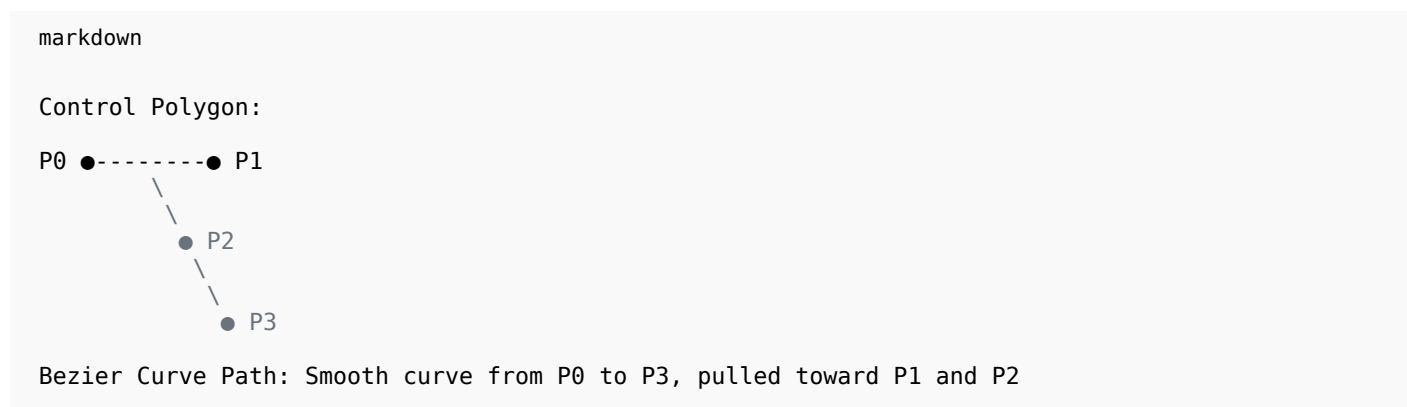 markdown
Control Polygon:
P0 ●--------● P1
        \
         \
          ● P2
           \
            \
             ● P3
Bezier Curve Path: Smooth curve from P0 to P3, pulled toward P1 and P2